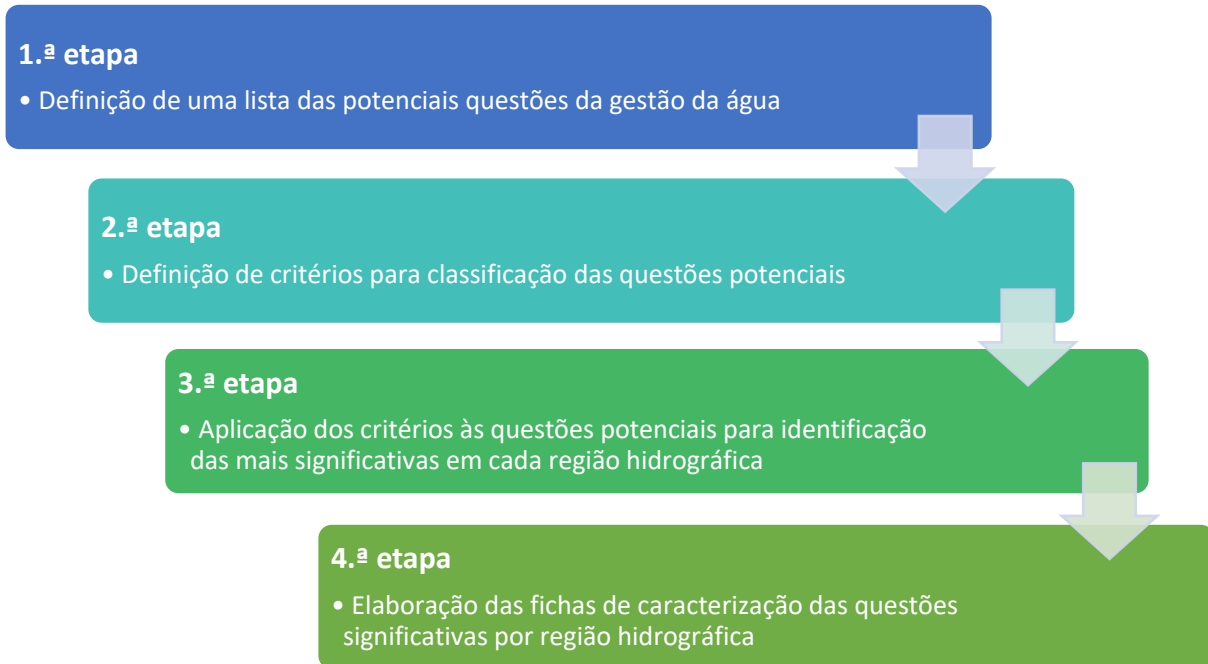 1.ª etapa
• Definição de uma lista das potenciais questões da gestão da água
2.ª etapa
• Definição de critérios para classificação das questões potenciais
3.ª etapa
• Aplicação dos critérios às questões potenciais para identificação
das mais significativas em cada região hidrográfica
4.ª etapa
• Elaboração das fichas de caracterização das questões
significativas por região hidrográfica